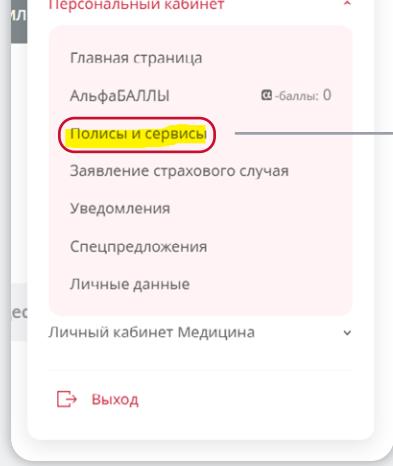 Персональный кабинет
Главная страница
АльфаБАЛЛЫ α -баллы: 0
Полисы и сервисы
Заявление страхового случая
Уведомления
Спецпредложения
Личные данные
Личный кабинет Медицина
Выход